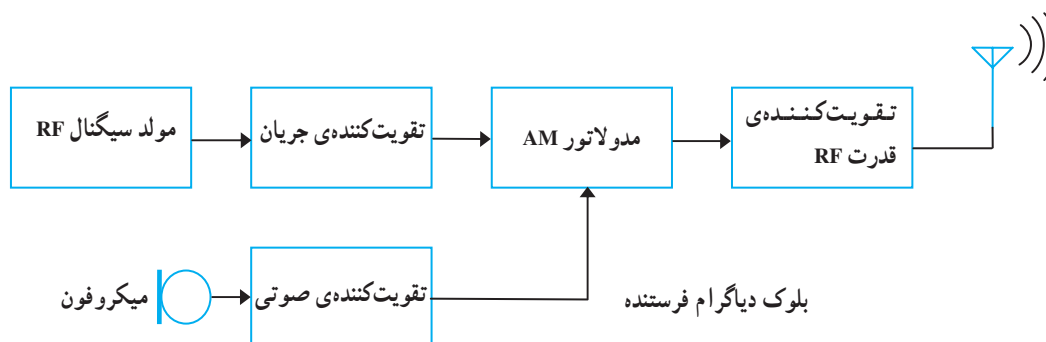 مولد سیگنال RF
تقویت‌کننده‌ی جریان
مدولاتور AM
تـقـویـت‌کـنـنـده‌ی
قدرت RF
میکروفون
تقویت‌کننده‌ی صوتی
بلوک دیاگرام فرستنده